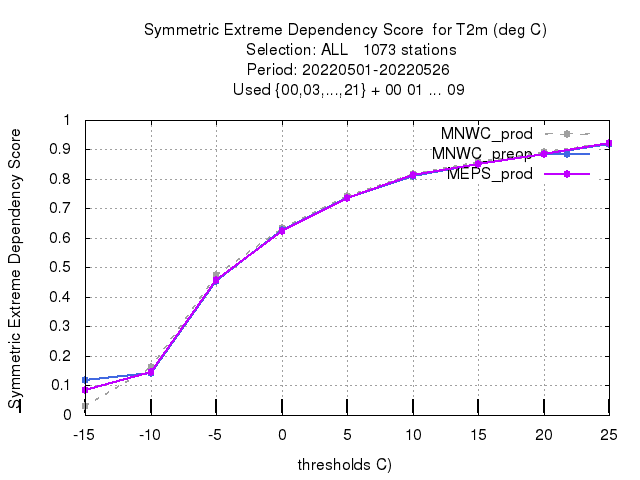 Symmetric Extreme Dependency Score for T2m (deg C)
Selection: ALL 1073 stations
Period: 20220501-20220526
Used {00,03,...,21} + 00 01 ... 09
Symmetric Extreme Dependency Score
1
0.9
0.8
0.7
0.6
0.5
0.4
0.3
0.2
0.1
0
MNWC_prod
MNWC_preop
MEPS_prod
-15
-10
-5
0
5
10
15
20
25
thresholds C)